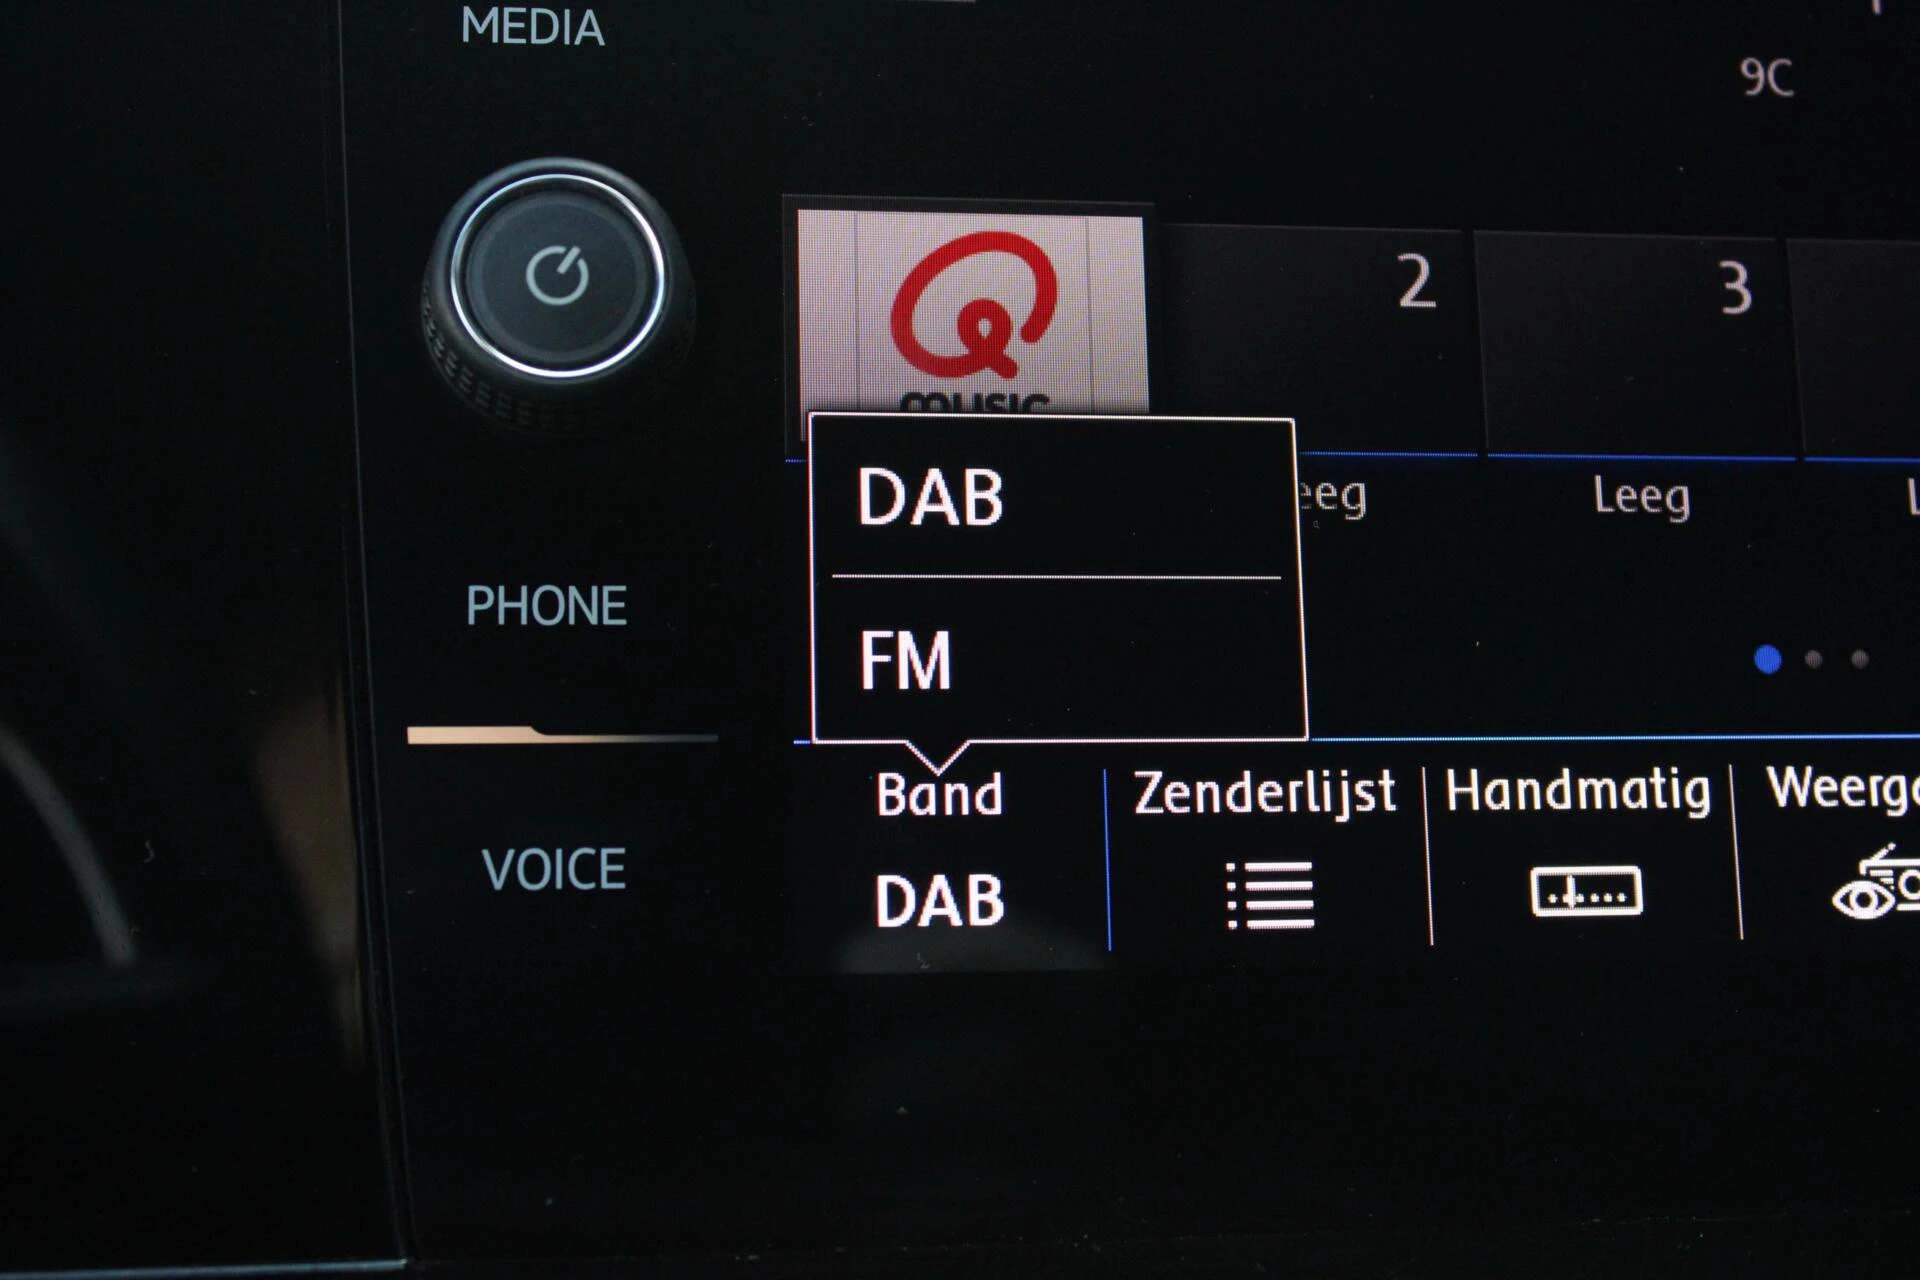 MEDIA
9C
2
3
music
DAB
Leeg
FM
PHONE
Band
Zenderlijst
Handmatig
DAB
VOICE